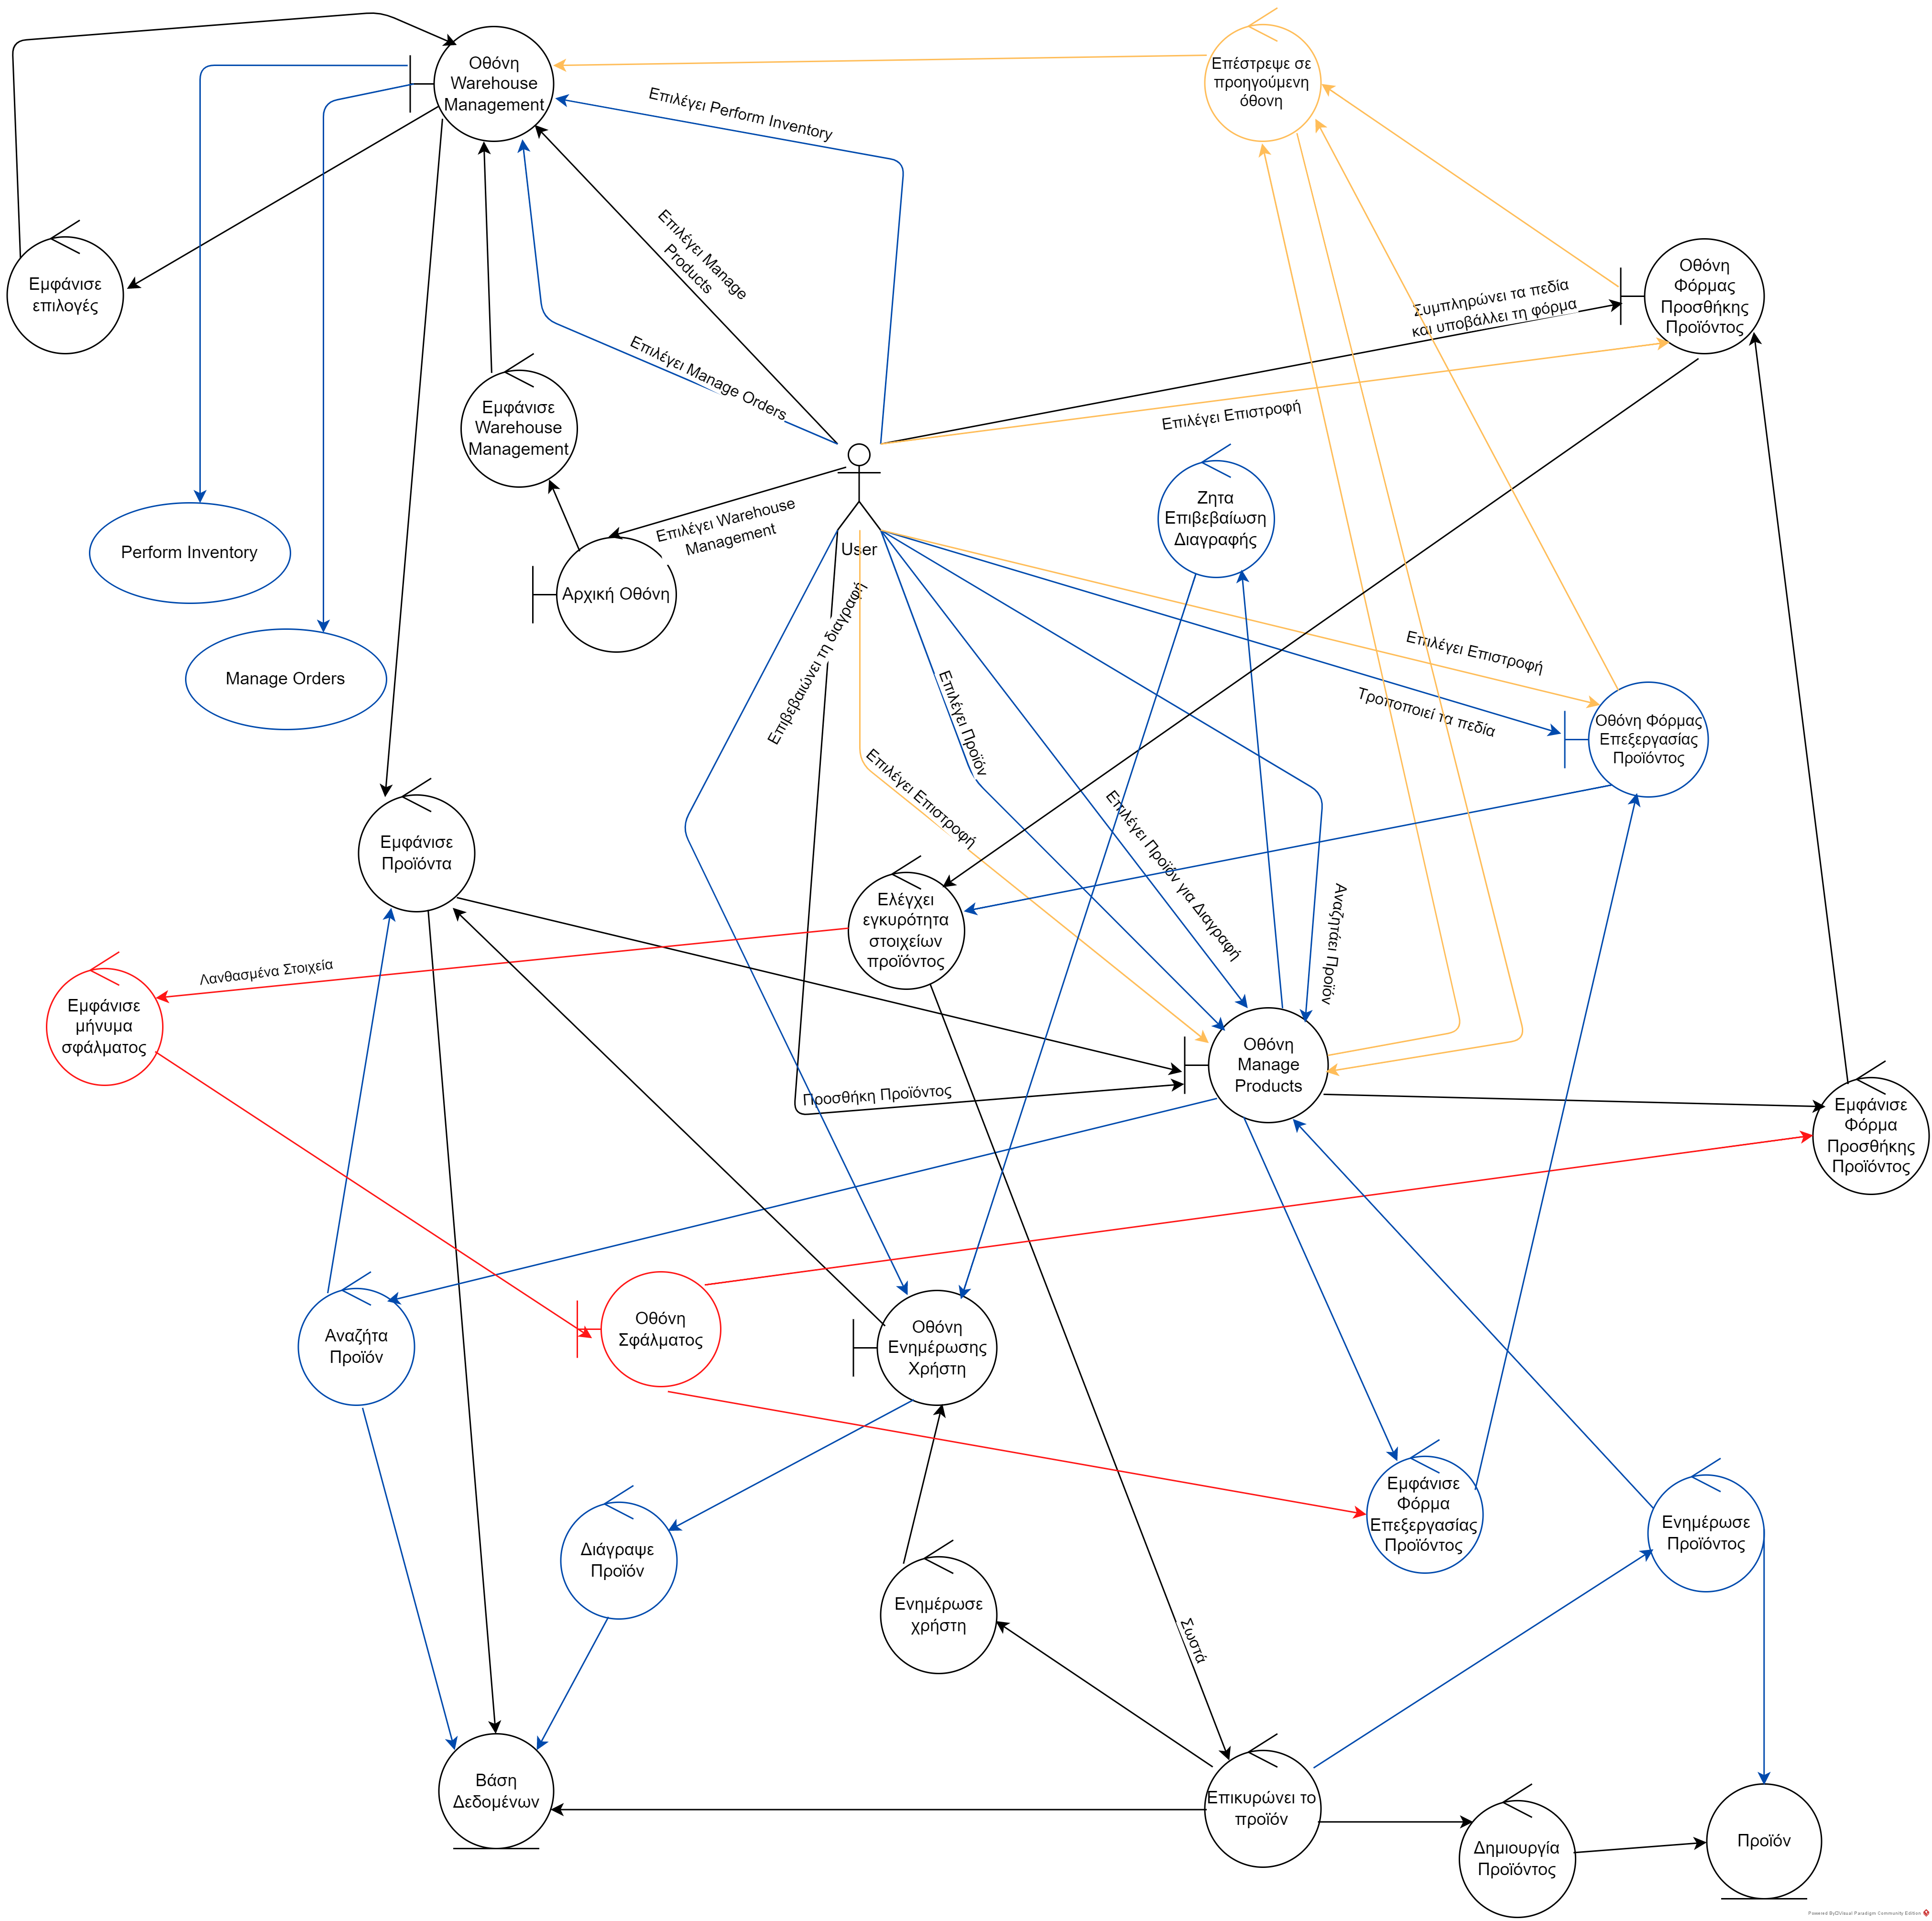 Οθόνη
Warehouse
Management
Επιλέγει Perform Inventory
Επέστρεψε σε
προηγούμενη
όθονη
Επιλέγει Manage
Products
Εμφάνισε
επιλογές
Οθόνη
Φόρμας
Προσθήκης
Προϊόντος
Συμπληρώνει τα πεδία
και υποβάλλει τη φόρμα
Επιλέγει Manage Orders
Εμφάνισε
Warehouse
Management
Επιλέγει Επιστροφή
Επιλέγει Warehouse
Management
User
Ζητα
Επιβεβαίωση
Διαγραφής
Perform Inventory
Αρχική Οθόνη
Manage Orders
Επιβεβαιώνει τη διαγραφή
Επιλέγει Επιστροφή
Τροποποιεί τα πεδία
Οθόνη Φόρμας
Επεξεργασίας
Προϊόντος
Επιλέγει Προϊόν
Επιλέγει Επιστροφή
Επιλέγει Προϊόν για Διαγραφή
Αναζητάει Προϊόν
Εμφάνισε
Προϊόντα
Ελέγχει
εγκυρότητα
στοιχείων
προϊόντος
Λανθασμένα Στοιχεία
Εμφάνισε
μήνυμα
σφάλματος
Οθόνη
Manage
Products
Προσθήκη Προϊόντος
Εμφάνισε
Φόρμα
Προσθήκης
Προϊόντος
Αναζήτα
Προϊόν
Οθόνη
Σφάλματος
Οθόνη
Ενημέρωσης
Χρήστη
Εμφάνισε
Φόρμα
Επεξεργασίας
Προϊόντος
Ενημέρωσε
Προϊόντος
Διάγραψε
Προϊόν
Ενημέρωσε
χρήστη
Σωστά
Βάση
Δεδομένων
Επικυρώνει το
προϊόν
Δημιουργία
Προϊόντος
Προϊόν
Powered By Visual Paradigm Community Edition